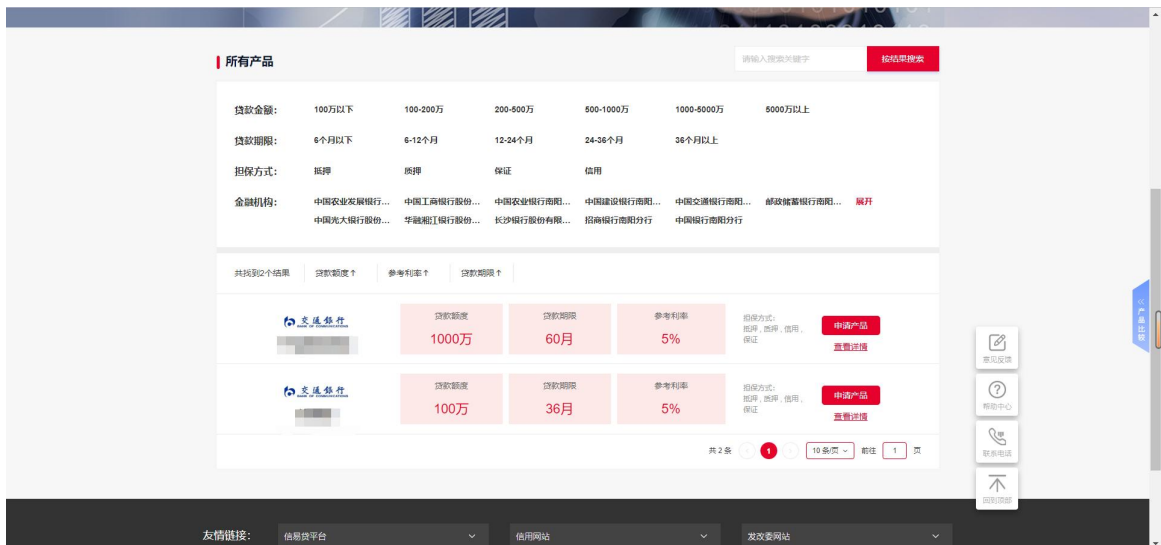 所有产品
请输入搜索关键字
按结果搜索
贷款金额: 100万以下 100-200万 200-500万 500-1000万 1000-5000万 5000万以上
贷款期限: 6个月以下 6-12个月 12-24个月 24-36个月 36个月以上
担保方式: 抵押 质押 保证 信用
金融机构: 中国农业发展银行... 中国工商银行股份... 中国农业银行南阳... 中国建设银行南阳... 中国交通银行南阳... 邮政储蓄银行南阳... 展开
中国光大银行股份... 华融湘江银行股份... 长沙银行股份有限... 招商银行南阳分行 中国银行南阳分行
共找到2个结果 贷款额度↑ 参考利率↑ 贷款期限↑
交通銀行
BANK OF COMMUNICATIONS
贷款额度
1000万
贷款期限
60月
参考利率
5%
担保方式:
抵押,质押,信用,
保证
申请产品
查看详情
交通銀行
BANK OF COMMUNICATIONS
贷款额度
100万
贷款期限
36月
参考利率
5%
担保方式:
抵押,质押,信用,
保证
申请产品
查看详情
共 2 条 1 10 条/页 前往 1 页
产品比较
意见反馈
帮助中心
联系电话
回到顶部
友情链接: 信易贷平台 信用网站 发改委网站